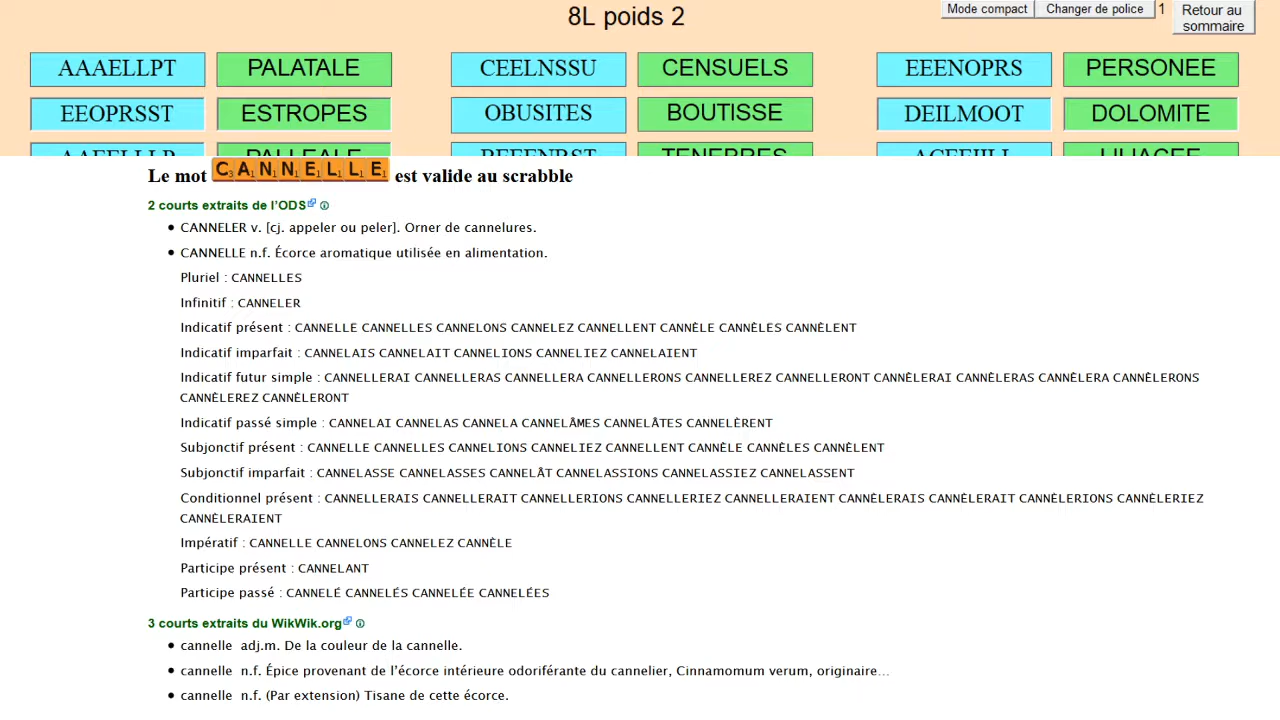 8L poids 2
Mode compact Changer de police 1 Retour au sommaire
AAAELLPT PALATALE CEELNSSU CENSUELS EEENOPRS PERSONEE
EEOPRSST ESTROPES OBUSITES BOUTISSE DEILMOOT DOLOMITE
PALLEALE TENEBRES LILIACEE
Le mot CANNELLE est valide au scrabble
2 courts extraits de l'ODS
• CANNELER v. [cj. appeler ou peler]. Orner de cannelures.
• CANNELLE n.f. Écorce aromatique utilisée en alimentation.
Pluriel : CANNELLES
Infinitif : CANNELER
Indicatif présent : CANNELLE CANNELLES CANNELONS CANNELEZ CANNELLENT CANNÈLE CANNÈLES CANNÈLENT
Indicatif imparfait : CANNELAIS CANNELAIT CANNELIONS CANNELIEZ CANNELAIENT
Indicatif futur simple : CANNELLERAI CANNELLERAS CANNELLERA CANNELLERONS CANNELLEREZ CANNELLERONT CANNÈLERAI CANNÈLERAS CANNÈLERA CANNÈLERONS
CANNÈLEREZ CANNÈLERONT
Indicatif passé simple : CANNELAI CANNELAS CANNELA CANNELÂMES CANNELÂTES CANNELÈRENT
Subjonctif présent : CANNELLE CANNELLES CANNELIONS CANNELIEZ CANNELLENT CANNÈLE CANNÈLES CANNÈLENT
Subjonctif imparfait : CANNELASSE CANNELASSES CANNELÂT CANNELASSIONS CANNELASSIEZ CANNELASSENT
Conditionnel présent : CANNELLERAIS CANNELLERAIT CANNELLERIONS CANNELLERIEZ CANNELLERAIENT CANNÈLERAIS CANNÈLERAIT CANNÈLERIONS CANNÈLERIEZ
CANNÈLERAIENT
Impératif : CANNELLE CANNELONS CANNELEZ CANNÈLE
Participe présent : CANNELANT
Participe passé : CANNELÉ CANNELÉS CANNELÉE CANNELÉES
3 courts extraits du WikWik.org
• cannelle adj.m. De la couleur de la cannelle.
• cannelle n.f. Épice provenant de l'écorce intérieure odoriférante du cannelier, Cinnamomum verum, originaire…
• cannelle n.f. (Par extension) Tisane de cette écorce.